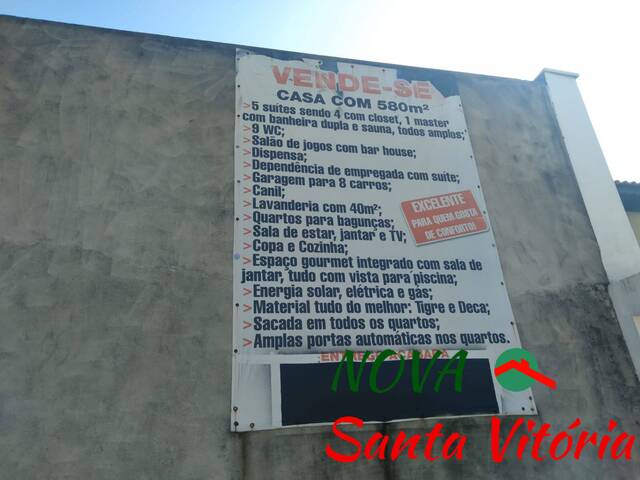 VENDE-SE
CASA COM 580m²
>5 suítes sendo 4 com closet, 1 master
com banheira dupla e sauna, todos amplos;
>9 WC;
>Salão de jogos com bar house;
>Dispensa;
>Dependência de empregada com suíte;
>Garagem para 8 carros;
>Canil;
>Lavanderia com 40m²;
>Quartos para bagunças;
>Sala de estar, jantar e TV;
>Copa e Cozinha;
EXCELENTE
PARA QUEM GOSTA
DE CONFORTO!
>Espaço gourmet integrado com sala de
jantar, tudo com vista para piscina;
>Energia solar, elétrica e gás;
>Material tudo do melhor: Tigre e Deca;
>Sacada em todos os quartos;
>Amplas portas automáticas nos quartos.
NOVA
Santa Vitória